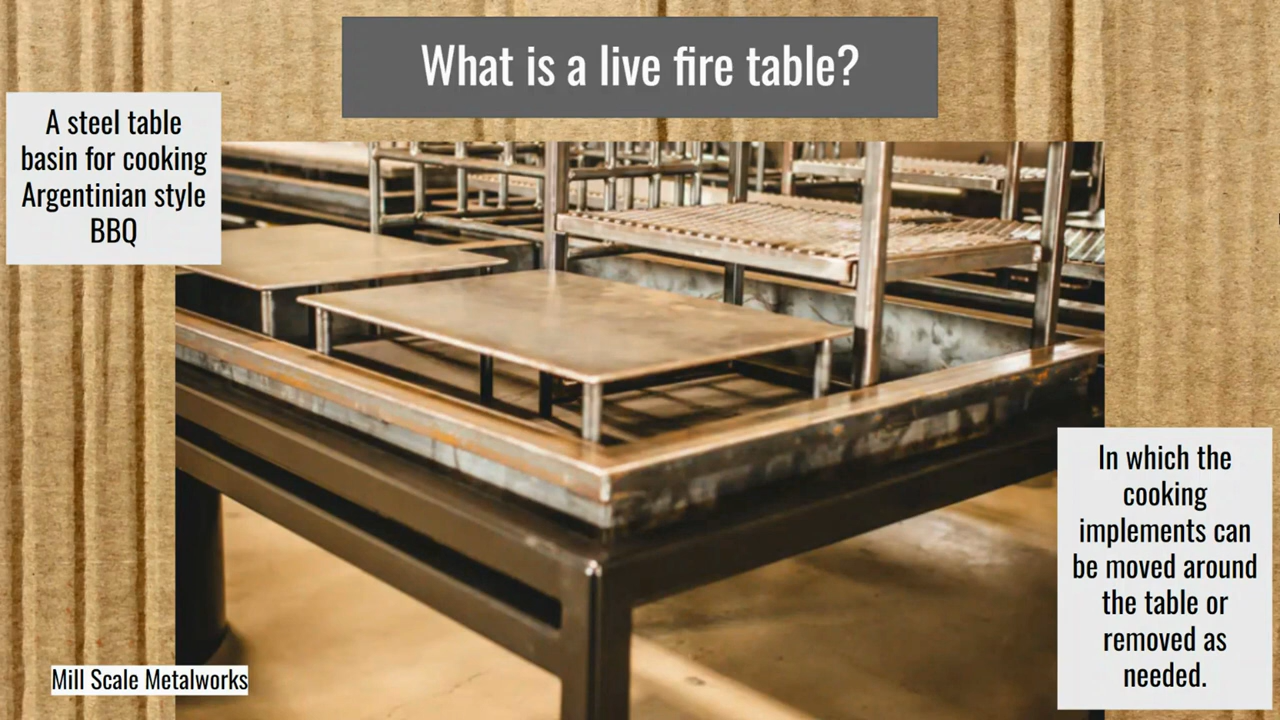 What is a live fire table?
A steel table
basin for cooking
Argentinian style
BBQ
In which the
cooking
implements can
be moved around
the table or
removed as
needed.
Mill Scale Metalworks